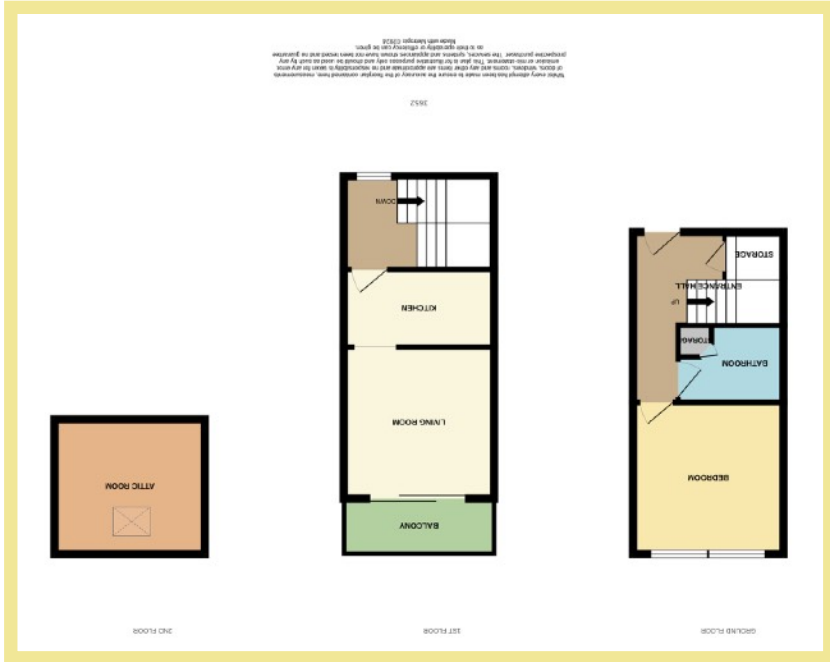 GROUND FLOOR
1ST FLOOR
2ND FLOOR
BEDROOM
BATHROOM
STORAG
UP
ENTRANCE HALL
STORAGE
BALCONY
LIVING ROOM
KITCHEN
DOWN
ATTIC ROOM
Whilst every attempt has been made to ensure the accuracy of the floorplan contained here, measurements
of doors, windows, rooms and any other items are approximate and no responsibility is taken for any error,
omission or mis-statement. This plan is for illustrative purposes only and should be used as such by any
prospective purchaser. The services, systems and appliances shown have not been tested and no guarantee
as to their operability or efficiency can be given.
Made with Metropix